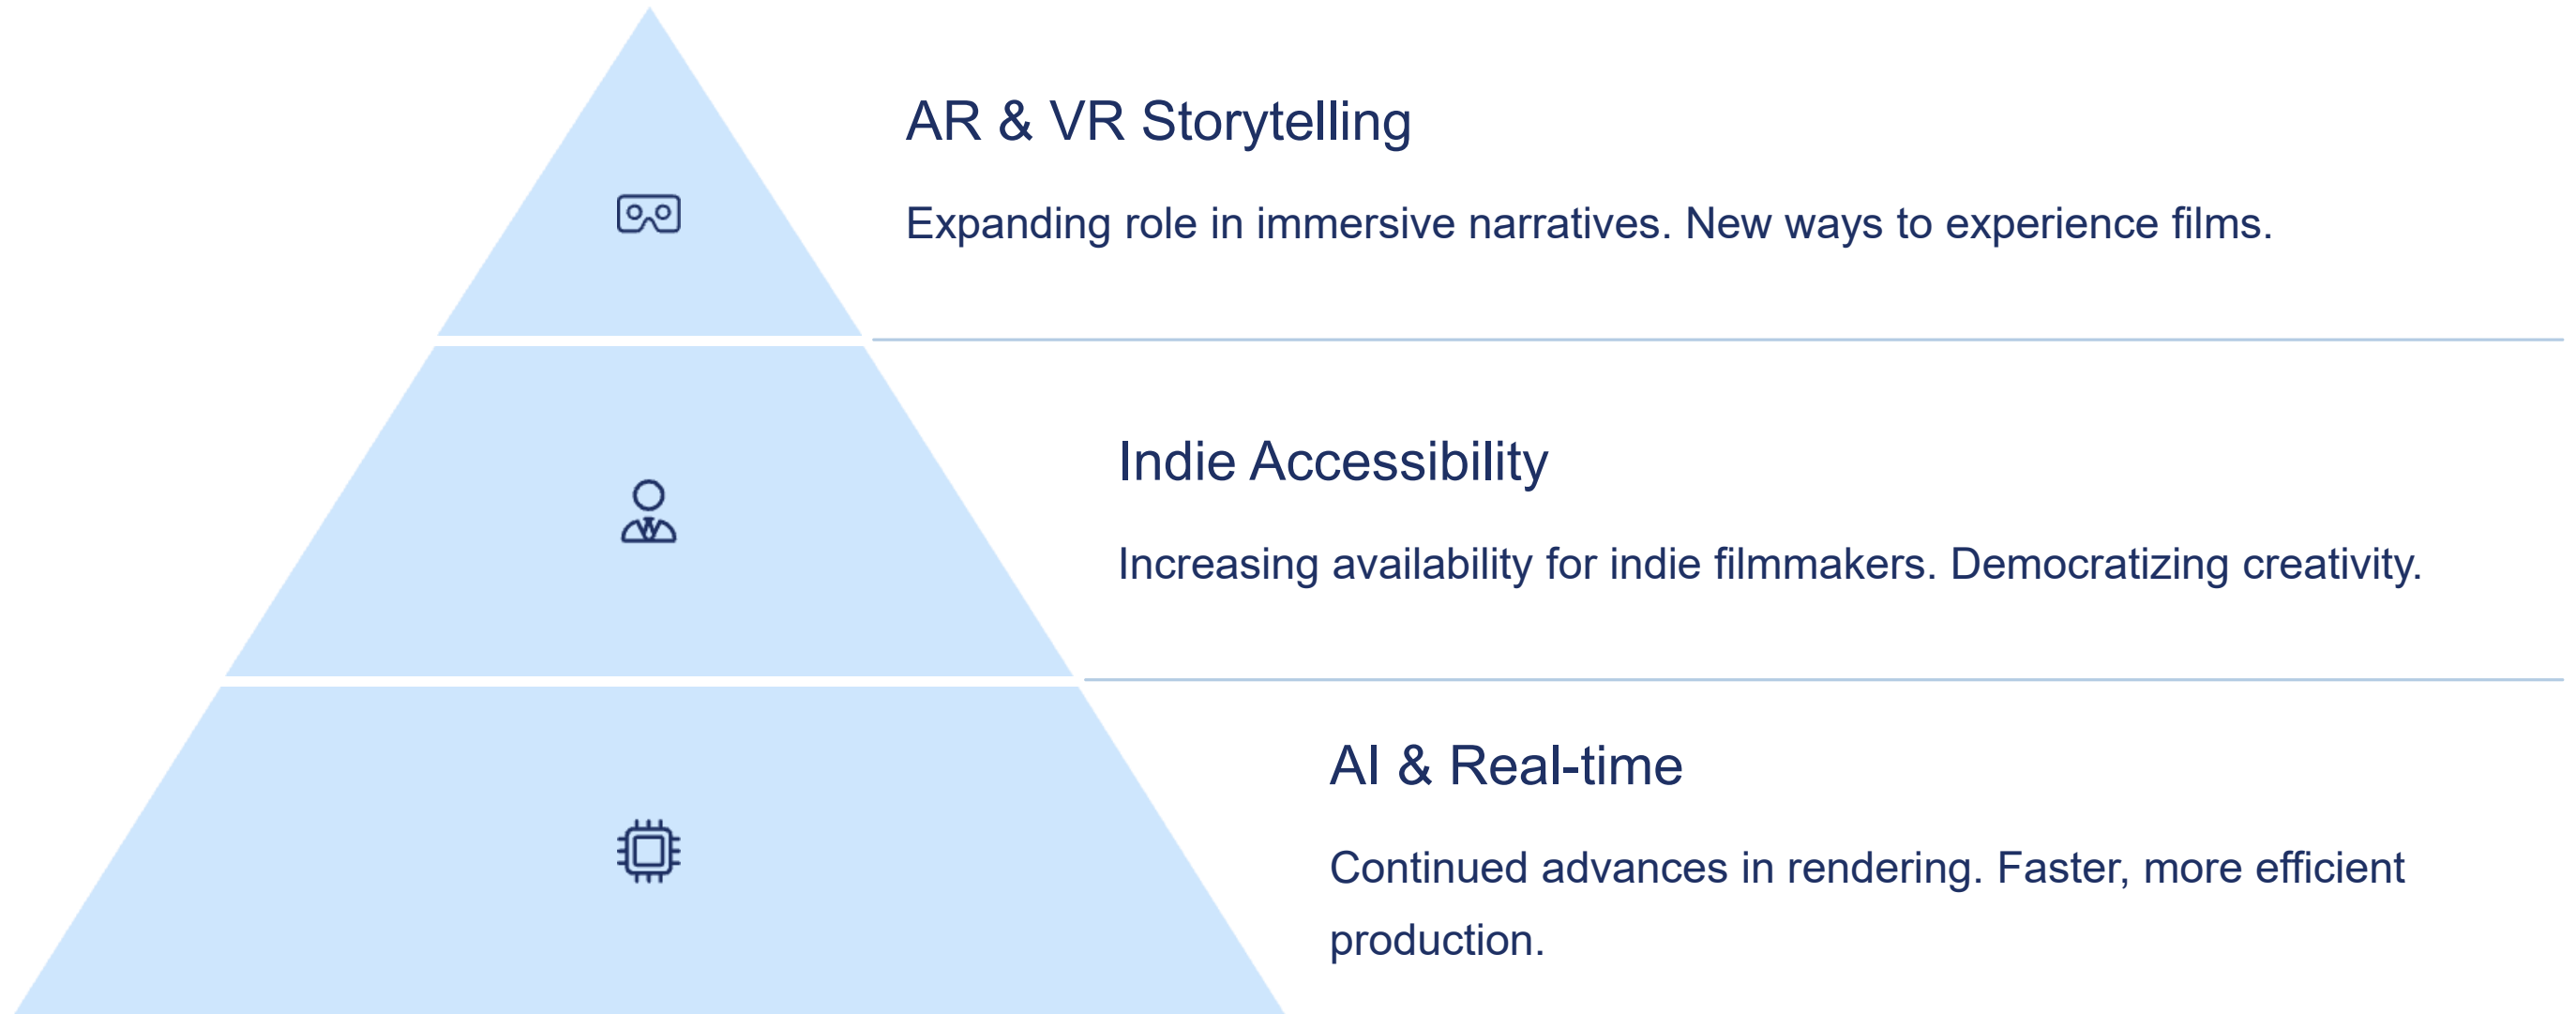 AR & VR Storytelling
Expanding role in immersive narratives. New ways to experience films.
Indie Accessibility
Increasing availability for indie filmmakers. Democratizing creativity.
AI & Real-time
Continued advances in rendering. Faster, more efficient
production.